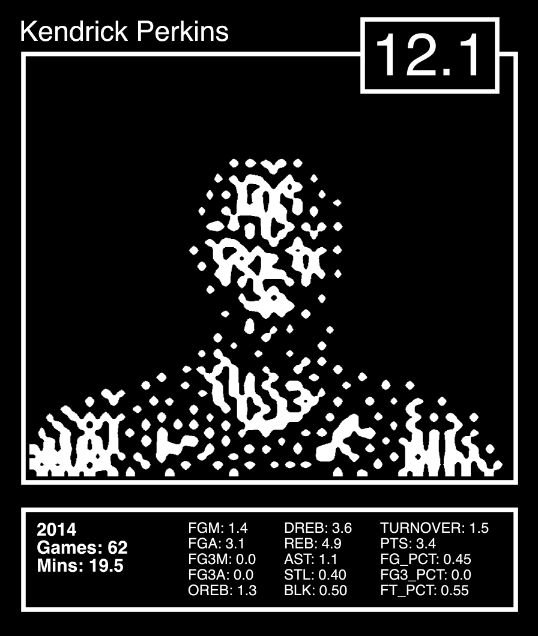 Kendrick Perkins
12.1
2014
Games: 62
Mins: 19.5
FGM: 1.4
FGA: 3.1
FG3M: 0.0
FG3A: 0.0
OREB: 1.3
DREB: 3.6
REB: 4.9
AST: 1.1
STL: 0.40
BLK: 0.50
TURNOVER: 1.5
PTS: 3.4
FG_PCT: 0.45
FG3_PCT: 0.0
FT_PCT: 0.55